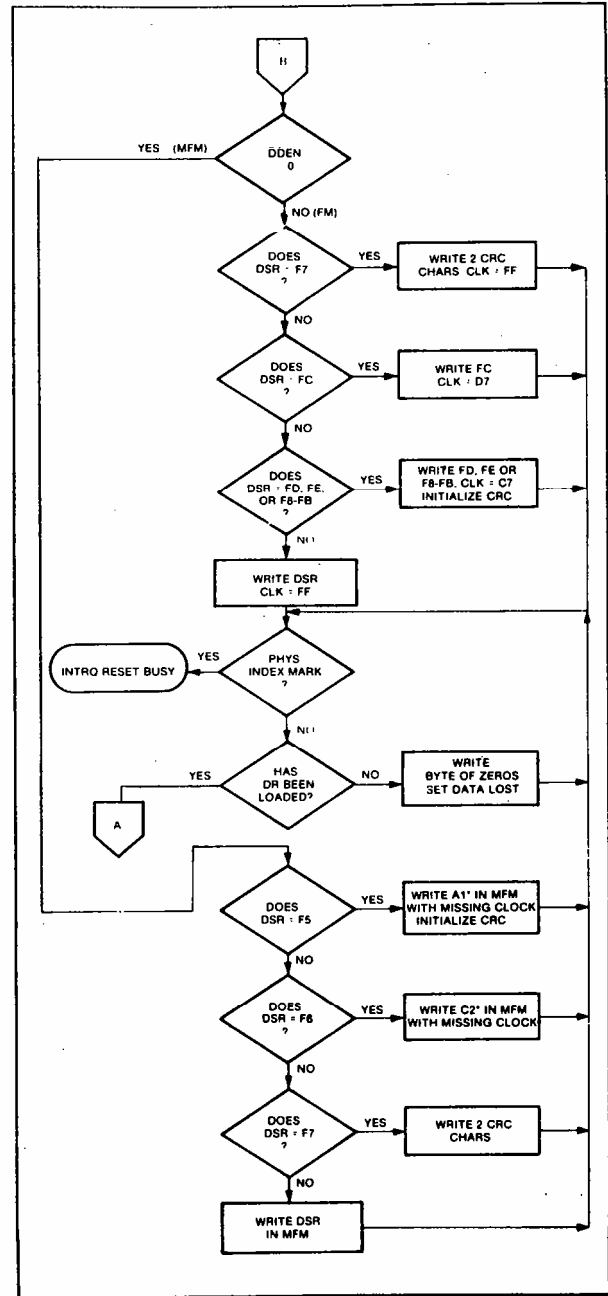 B
YES (MFM)
DDEN
0
NO (FM)
DOES
DSR = F7
?
YES
WRITE 2 CRC
CHARS CLK = FF
NO
DOES
DSR = FC
?
YES
WRITE FC
CLK = D7
NO
DOES
DSR = FD, FE,
OR F8-FB
?
YES
WRITE FD, FE OR
F8-FB, CLK = C7
INITIALIZE CRC
NO
WRITE DSR
CLK = FF
PHYS
INDEX MARK
?
YES
INTRQ RESET BUSY
NO
HAS
DR BEEN
LOADED?
YES
A
NO
WRITE
BYTE OF ZEROS
SET DATA LOST
DOES
DSR = F5
YES
WRITE A1* IN MFM
WITH MISSING CLOCK
INITIALIZE CRC
NO
DOES
DSR = F6
?
YES
WRITE C2* IN MFM
WITH MISSING CLOCK
NO
DOES
DSR = F7
?
YES
WRITE 2 CRC
CHARS
NO
WRITE DSR
IN MFM